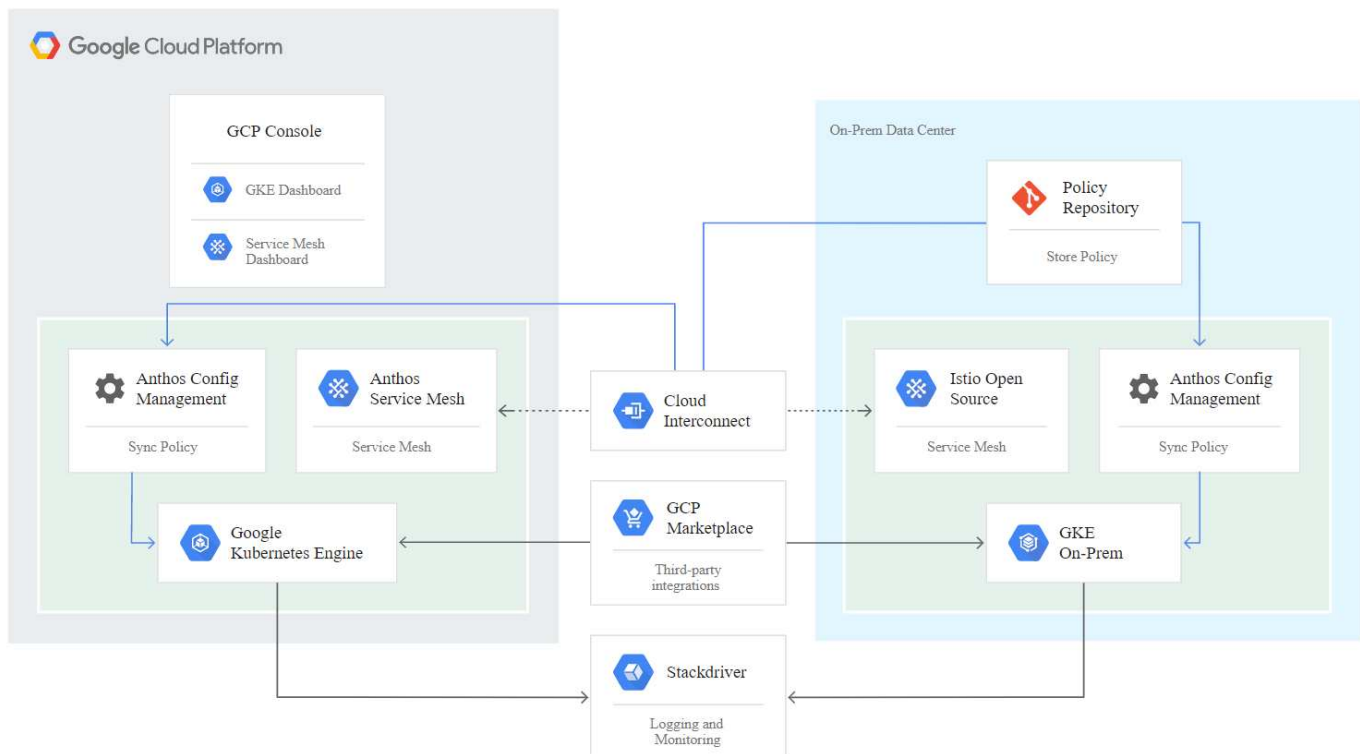 Google Cloud Platform
GCP Console
GKE Dashboard
Service Mesh
Dashboard
On-Prem Data Center
Policy
Repository
Store Policy
Anthos Config
Management
Sync Policy
Anthos
Service Mesh
Service Mesh
Cloud
Interconnect
Istio Open
Source
Service Mesh
Anthos Config
Management
Sync Policy
Google
Kubernetes Engine
GCP
Marketplace
Third-party
integrations
GKE
On-Prem
Stackdriver
Logging and
Monitoring